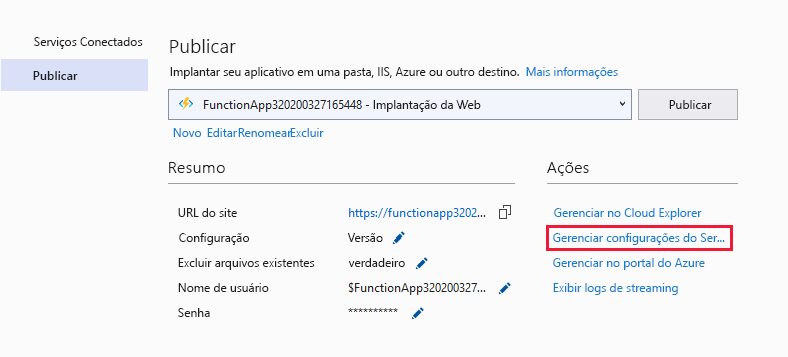 Serviços Conectados
Publicar
Publicar
Implantar seu aplicativo em uma pasta, IIS, Azure ou outro destino. Mais informações
FunctionApp320200327165448 - Implantação da Web
Publicar
Novo Editar Renomear Excluir
Resumo
Ações
URL do site https://functionapp3202... Gerenciar no Cloud Explorer
Configuração Versão Gerenciar configurações do Ser...
Excluir arquivos existentes verdadeiro Gerenciar no portal do Azure
Nome de usuário $FunctionApp320200327... Exibir logs de streaming
Senha **********